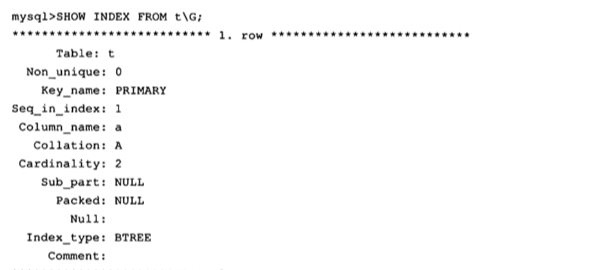 mysql>SHOW INDEX FROM t\G;
*************************** 1. row ***************************
Table: t
Non_unique: 0
Key_name: PRIMARY
Seq_in_index: 1
Column_name: a
Collation: A
Cardinality: 2
Sub_part: NULL
Packed: NULL
Null:
Index_type: BTREE
Comment: